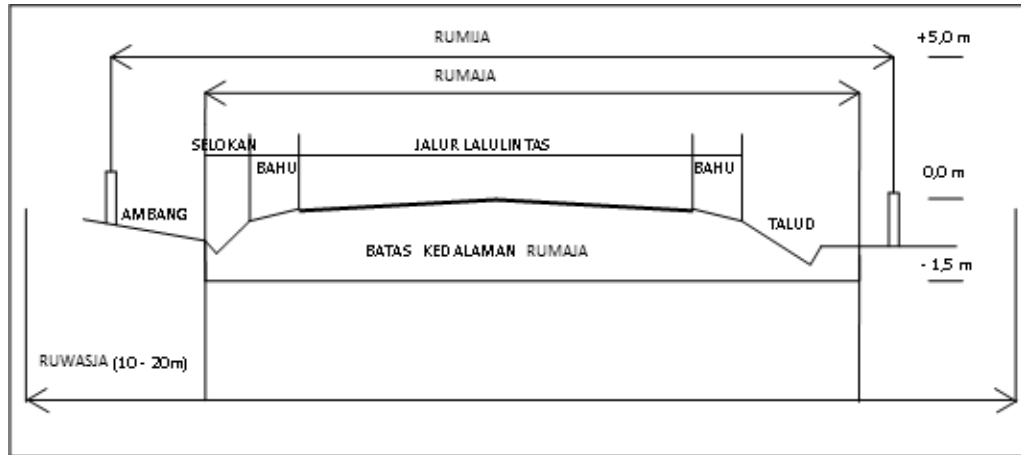 RUMIJA
+5,0 m
RUMAJA
SELOKAN
JALUR LALULINTAS
BAHU
BAHU
0,0 m
AMBANG
TALUD
BATAS KEDALAMAN RUMAJA
- 1,5 m
RUWASJA (10 - 20m)